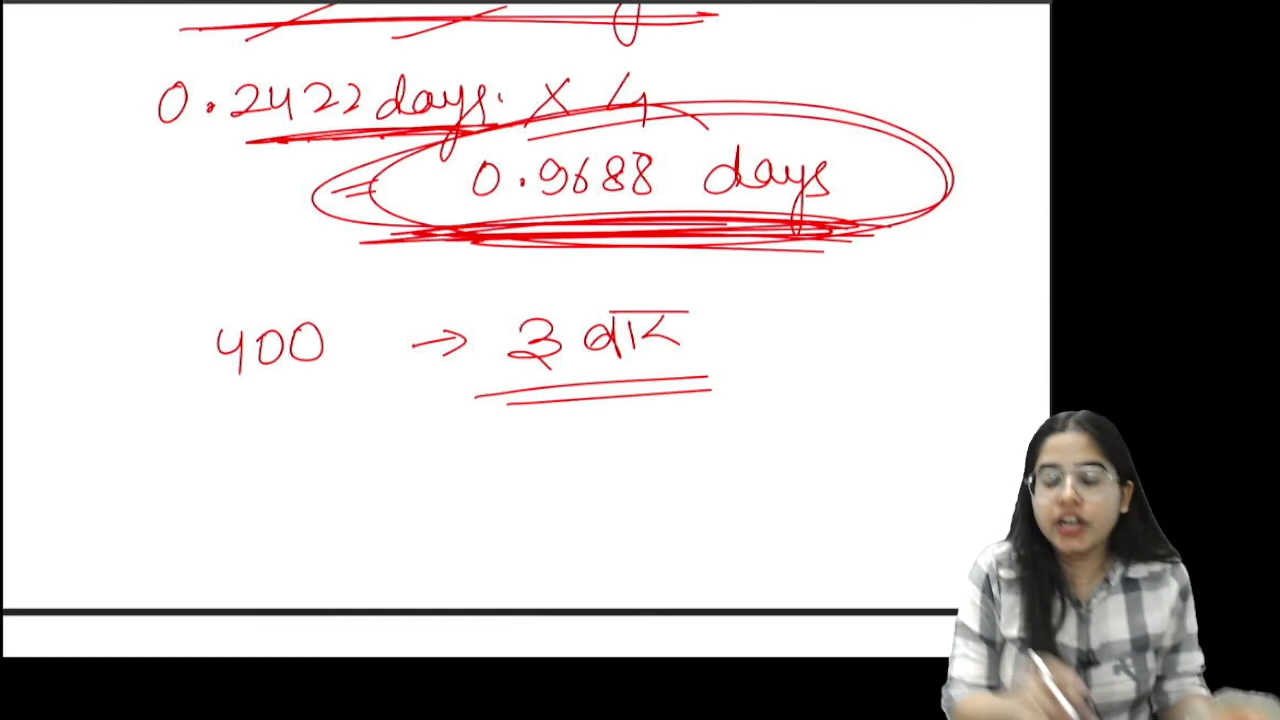 0.2422 days. × 4
= 0.9688 days
400 → 3 वार